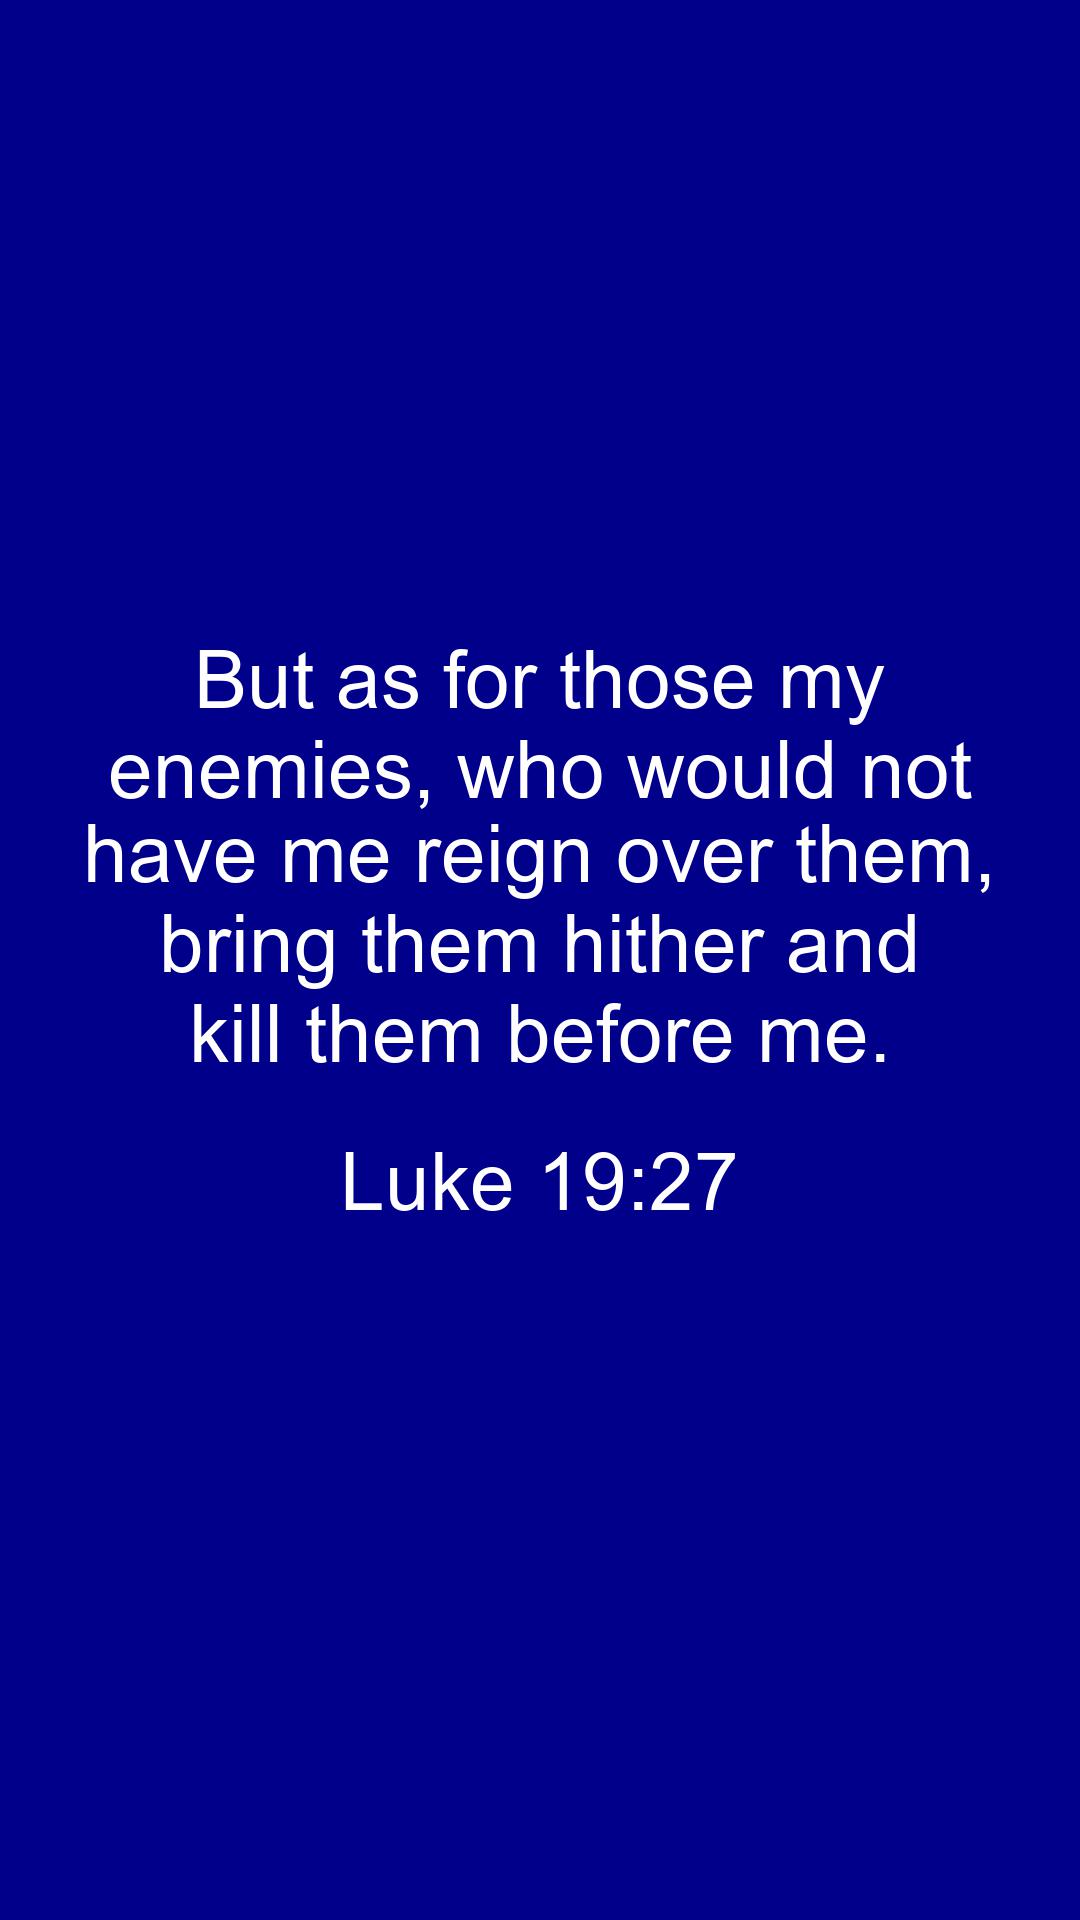 But as for those my
enemies, who would not
have me reign over them,
bring them hither and
kill them before me.
Luke 19:27